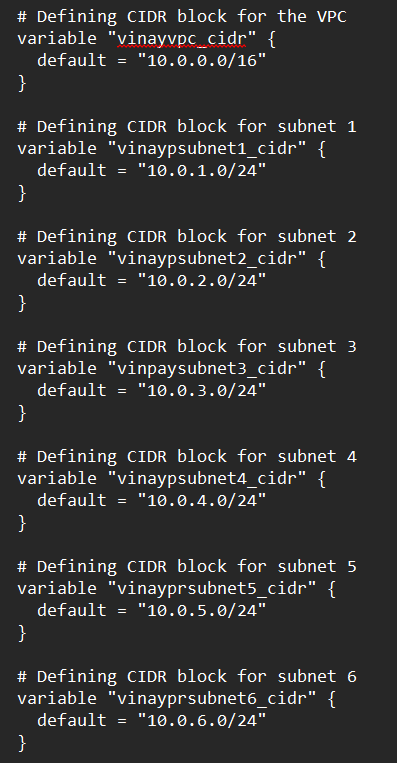 # Defining CIDR block for the VPC
variable "vinayvpc_cidr" {
  default = "10.0.0.0/16"
}

# Defining CIDR block for subnet 1
variable "vinaypsubnet1_cidr" {
  default = "10.0.1.0/24"
}

# Defining CIDR block for subnet 2
variable "vinaypsubnet2_cidr" {
  default = "10.0.2.0/24"
}

# Defining CIDR block for subnet 3
variable "vinpaysubnet3_cidr" {
  default = "10.0.3.0/24"
}

# Defining CIDR block for subnet 4
variable "vinaypsubnet4_cidr" {
  default = "10.0.4.0/24"
}

# Defining CIDR block for subnet 5
variable "vinayprsubnet5_cidr" {
  default = "10.0.5.0/24"
}

# Defining CIDR block for subnet 6
variable "vinayprsubnet6_cidr" {
  default = "10.0.6.0/24"
}